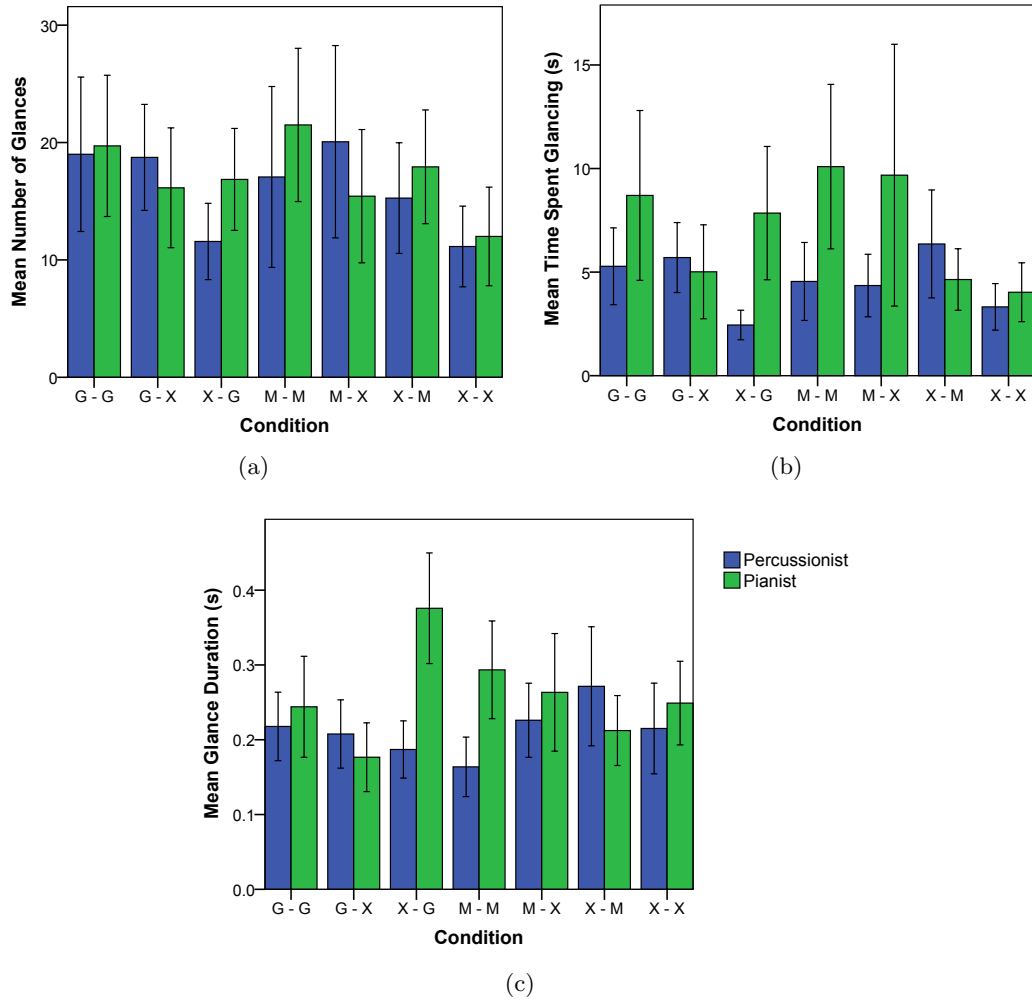 30
20
10
0
Mean Number of Glances
G - G G - X X - G M - M M - X X - M X - X
Condition
(a)
15
10
5
0
Mean Time Spent Glancing (s)
G - G G - X X - G M - M M - X X - M X - X
Condition
(b)
0.4
0.3
0.2
0.1
0.0
Mean Glance Duration (s)
G - G G - X X - G M - M M - X X - M X - X
Condition
(c)
Percussionist
Pianist